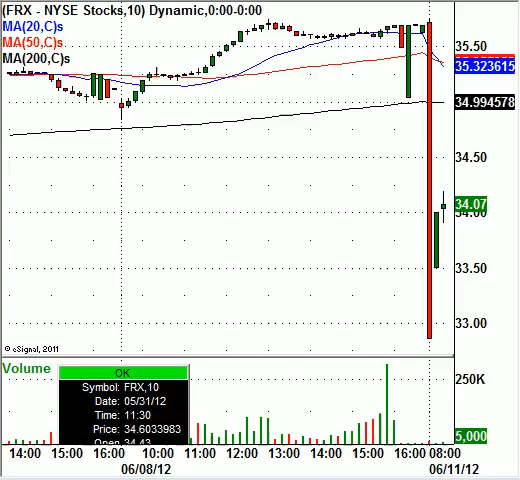 (FRX - NYSE Stocks,10) Dynamic,0:00-0:00
MA(20,C)s
MA(50,C)s
MA(200,C)s
35.50
35.323615
34.994578
34.50
34.07
34.00
33.50
33.00
© eSignal, 2011
Volume
OK
Symbol: FRX,10
Date: 05/31/12
Time: 11:30
Price: 34.6033983
Open 34.43
250K
5,000
14:00 15:00 16:00 10:00 11:00 12:00 13:00 14:00 15:00 16:00 08:00
06/08/12 06/11/12